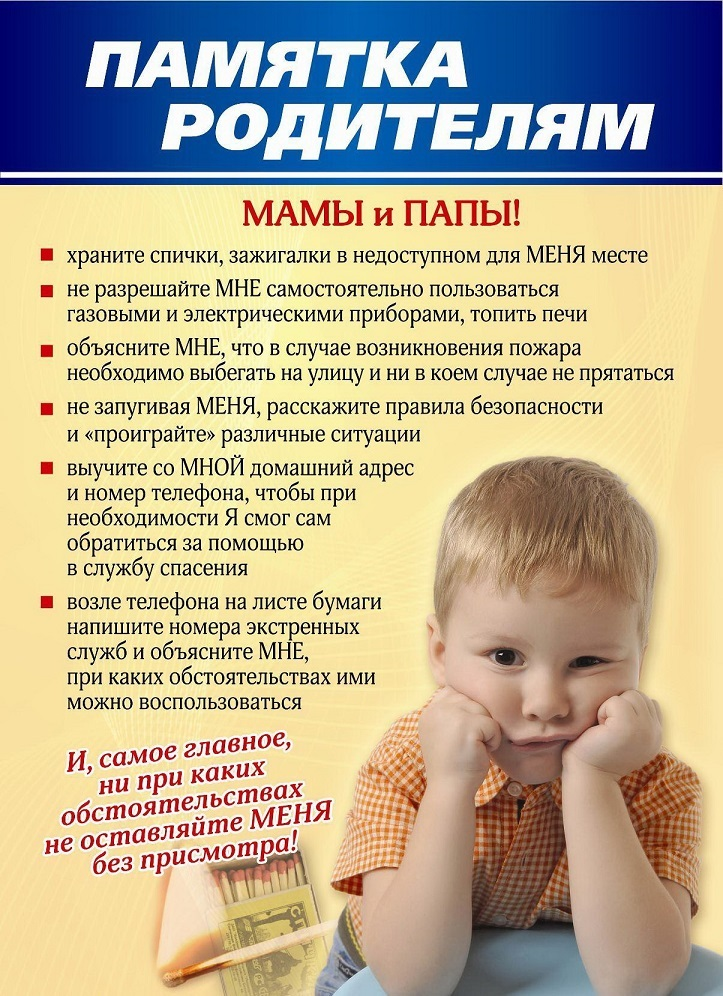 ПАМЯТКА
РОДИТЕЛЯМ
МАМЫ и ПАПЫ!
храните спички, зажигалки в недоступном для МЕНЯ месте
не разрешайте МНЕ самостоятельно пользоваться
газовыми и электрическими приборами, топить печи
объясните МНЕ, что в случае возникновения пожара
необходимо выбегать на улицу и ни в коем случае не прятаться
не запугивая МЕНЯ, расскажите правила безопасности
и «проиграйте» различные ситуации
выучите со МНОЙ домашний адрес
и номер телефона, чтобы при
необходимости Я смог сам
обратиться за помощью
в службу спасения
возле телефона на листе бумаги
напишите номера экстренных
служб и объясните МНЕ,
при каких обстоятельствах ими
можно воспользоваться
И, самое главное,
ни при каких
обстоятельствах
не оставляйте МЕНЯ
без присмотра!